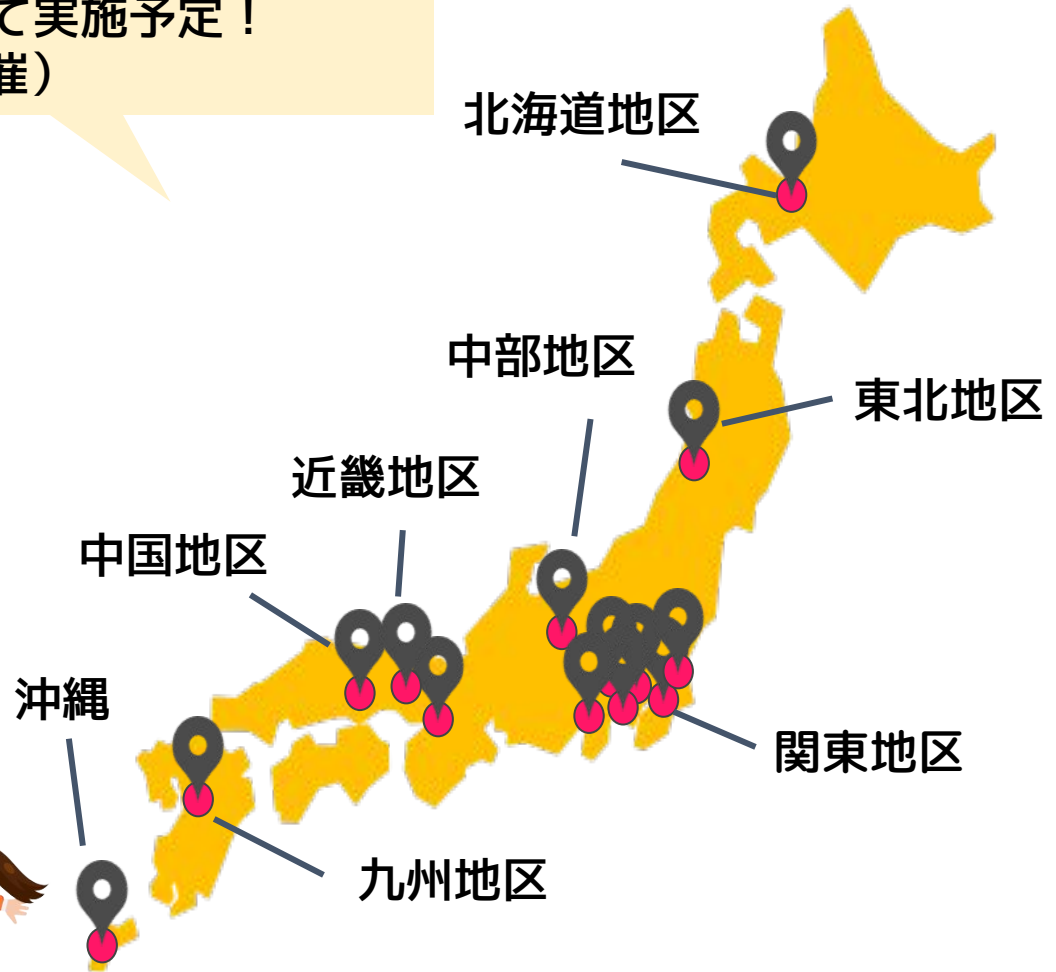 て実施予定！
催）
北海道地区
中部地区
東北地区
近畿地区
中国地区
沖縄
関東地区
九州地区